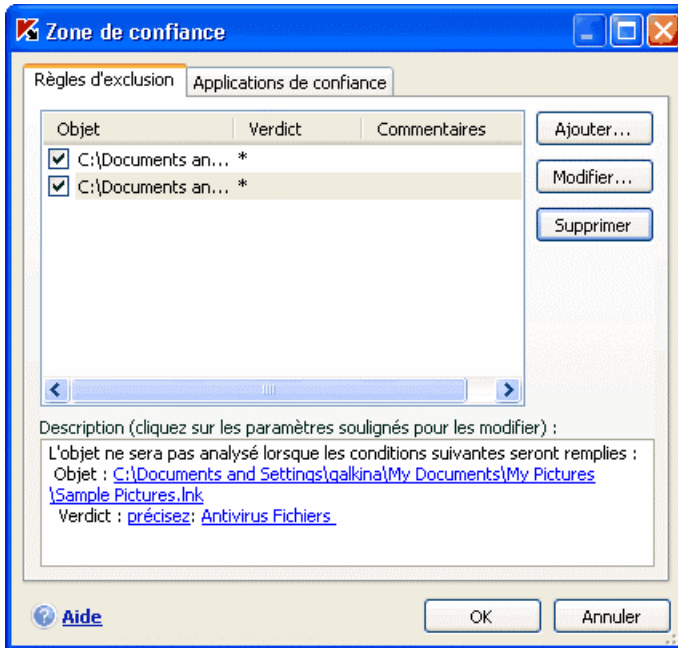 Zone de confiance
Règles d'exclusion
Applications de confiance
Objet Verdict Commentaires
C:\Documents an... *
C:\Documents an... *
Ajouter...
Modifier...
Supprimer
Description (cliquez sur les paramètres soulignés pour les modifier) :
L'objet ne sera pas analysé lorsque les conditions suivantes seront remplies :
Objet : C:\Documents and Settings\galkina\My Documents\My Pictures
\Sample Pictures.lnk
Verdict : précisez: Antivirus Fichiers
Aide
OK
Annuler